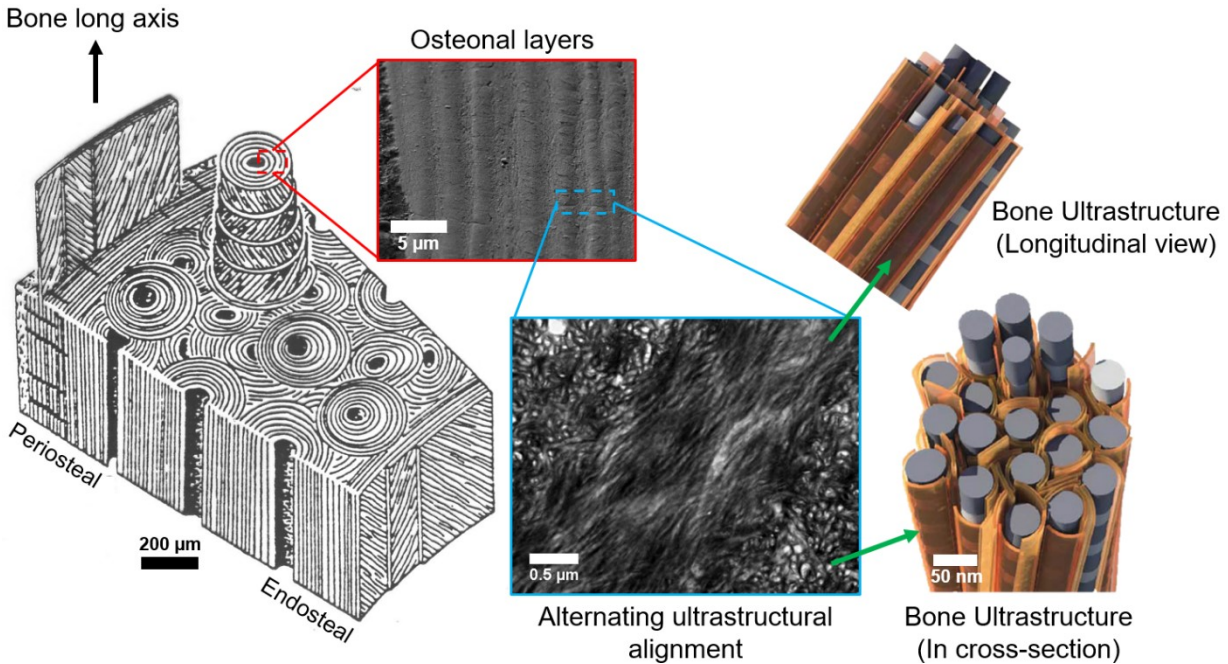 Bone long axis
Osteonal layers
5 µm
Bone Ultrastructure
(Longitudinal view)
Periosteal
200 µm
Endosteal
0.5 µm
Alternating ultrastructural
alignment
50 nm
Bone Ultrastructure
(In cross-section)